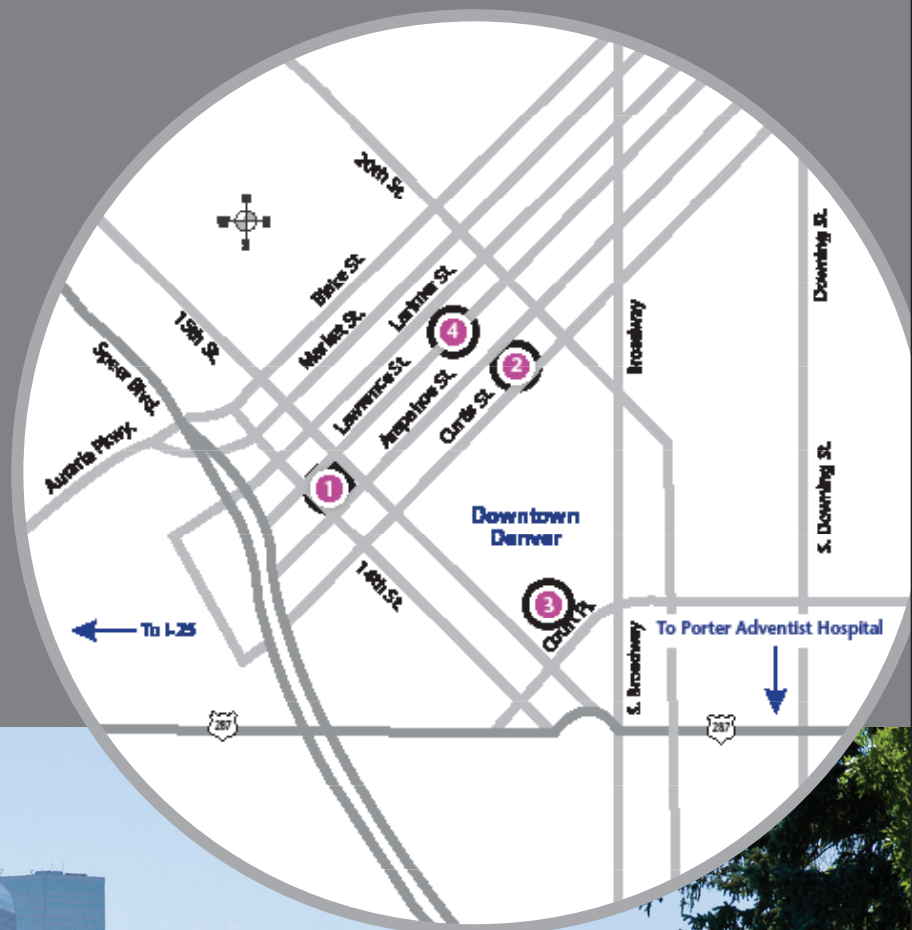 20th St.
Blake St.
Larimer St.
Market St.
15th St.
Downing St.
Broadway
4
2
Speer Blvd.
Lawrence St.
Arapahoe St.
Curtis St.
Auraria Pkwy.
1
S. Downing St.
Downtown
Denver
14th St.
3
Court Pl
To I-25
To Porter Adventist Hospital
S. Broadway
287
287